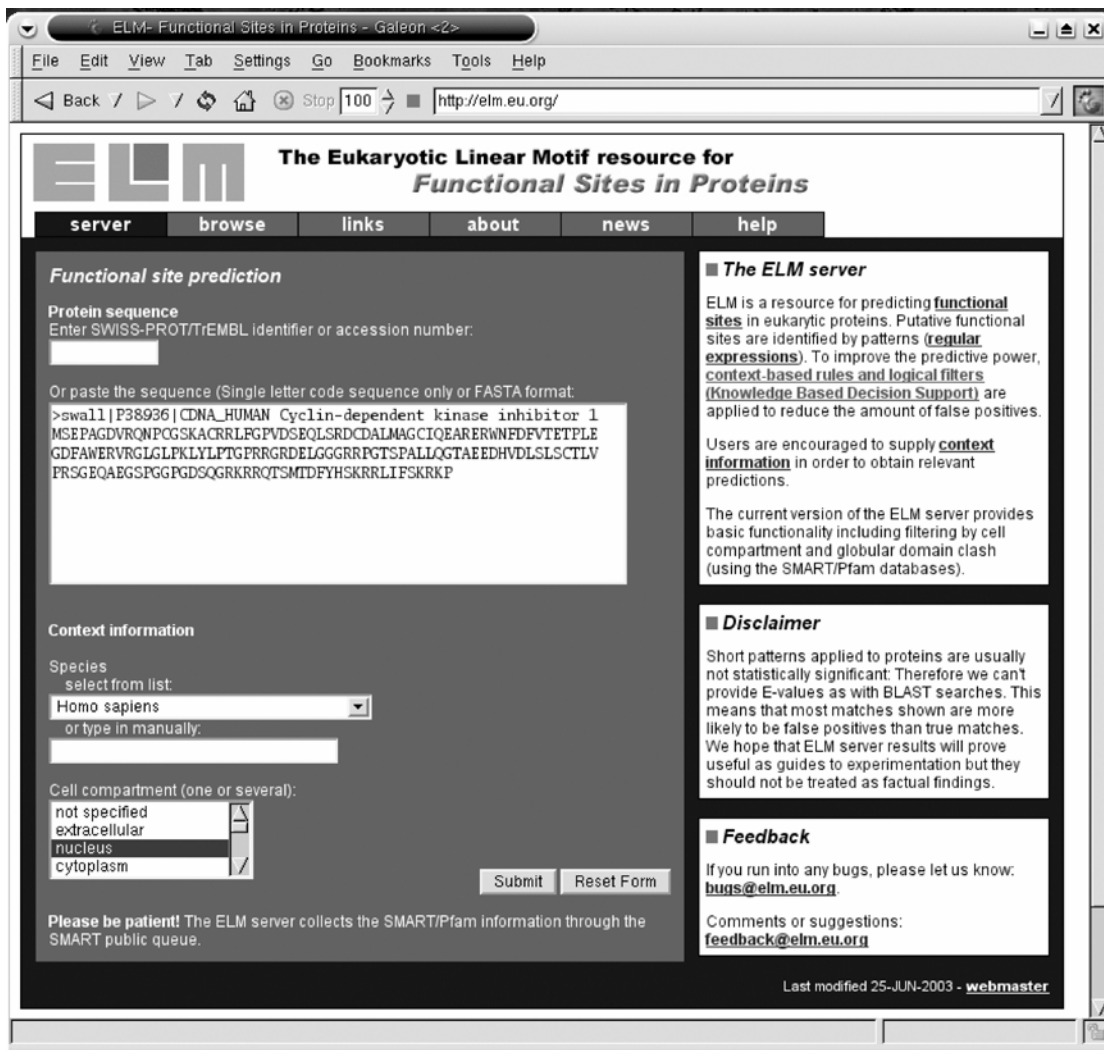 ELM- Functional Sites in Proteins - Galeon <2>
File Edit View Tab Settings Go Bookmarks Tools Help
Back Stop 100 http://elm.eu.org/
ELM
The Eukaryotic Linear Motif resource for
Functional Sites in Proteins
server browse links about news help
Functional site prediction
Protein sequence
Enter SWISS-PROT/TrEMBL identifier or accession number:
Or paste the sequence (Single letter code sequence only or FASTA format:
>swall|P38936|CDNA_HUMAN Cyclin-dependent kinase inhibitor 1
MSEPAGDVRQNPCGSKACRRLFGPVDSEQLSRDCDALMAGCIQEARERWNFDFVTETPLE
GDFAWERVRGLGLPKLYLPTGPRRGRDELGGGRRPGTSPALLQGTAEEDHVDLSLSCTLV
PRSGEQAEGSPGGPGDSQGRKRRQTSMTDFYHSKRRLIFSKRKP
Context information
Species
select from list:
Homo sapiens
or type in manually:
Cell compartment (one or several):
not specified
extracellular
nucleus
cytoplasm
Submit Reset Form
Please be patient! The ELM server collects the SMART/Pfam information through the
SMART public queue.
The ELM server
ELM is a resource for predicting functional
sites in eukarytic proteins. Putative functional
sites are identified by patterns (regular
expressions). To improve the predictive power,
context-based rules and logical filters
(Knowledge Based Decision Support) are
applied to reduce the amount of false positives.
Users are encouraged to supply context
information in order to obtain relevant
predictions.
The current version of the ELM server provides
basic functionality including filtering by cell
compartment and globular domain clash
(using the SMART/Pfam databases).
Disclaimer
Short patterns applied to proteins are usually
not statistically significant: Therefore we can't
provide E-values as with BLAST searches. This
means that most matches shown are more
likely to be false positives than true matches.
We hope that ELM server results will prove
useful as guides to experimentation but they
should not be treated as factual findings.
Feedback
If you run into any bugs, please let us know:
bugs@elm.eu.org.
Comments or suggestions:
feedback@elm.eu.org
Last modified 25-JUN-2003 - webmaster